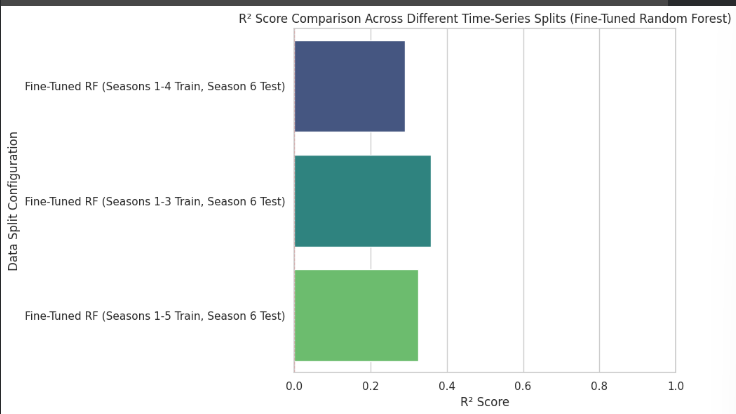 R² Score Comparison Across Different Time-Series Splits (Fine-Tuned Random Forest)
Data Split Configuration
Fine-Tuned RF (Seasons 1-4 Train, Season 6 Test)
Fine-Tuned RF (Seasons 1-3 Train, Season 6 Test)
Fine-Tuned RF (Seasons 1-5 Train, Season 6 Test)
0.0 0.2 0.4 0.6 0.8 1.0
R² Score